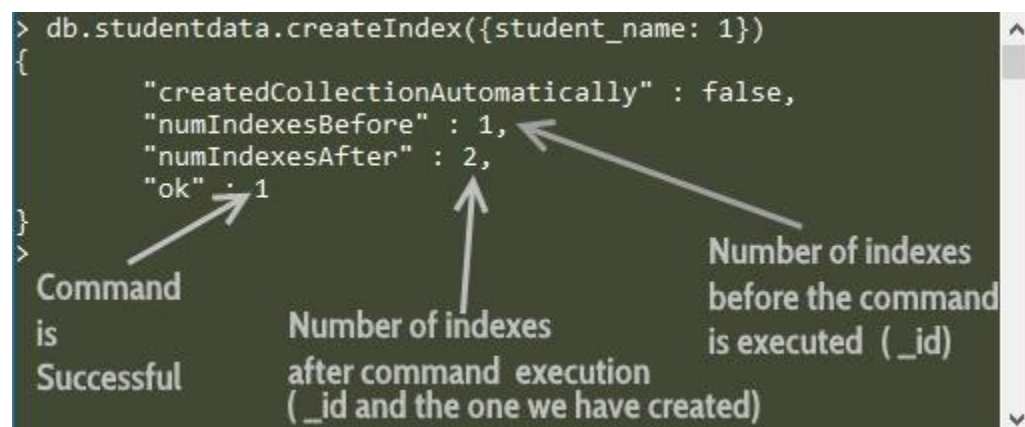 > db.studentdata.createIndex({student_name: 1})
{
"createdCollectionAutomatically" : false,
"numIndexesBefore" : 1,
"numIndexesAfter" : 2,
"ok" : 1
}
>
Command
is
Successful
Number of indexes
after command execution
( _id and the one we have created)
Number of indexes
before the command
is executed ( _id)